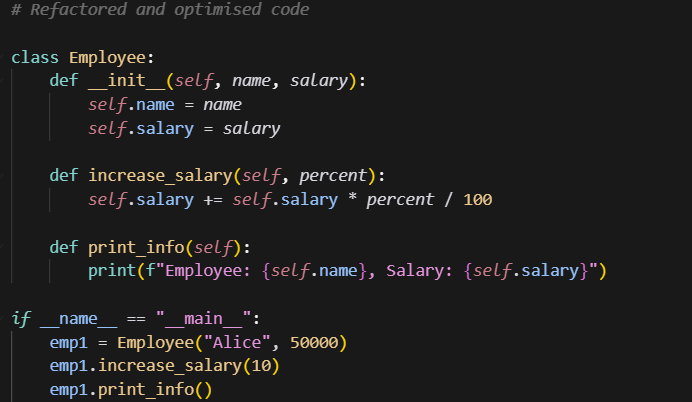 # Refactored and optimised code
class Employee:
    def __init__(self, name, salary):
        self.name = name
        self.salary = salary
    def increase_salary(self, percent):
        self.salary += self.salary * percent / 100
    def print_info(self):
        print(f"Employee: {self.name}, Salary: {self.salary}")
if __name__ == "__main__":
    emp1 = Employee("Alice", 50000)
    emp1.increase_salary(10)
    emp1.print_info()